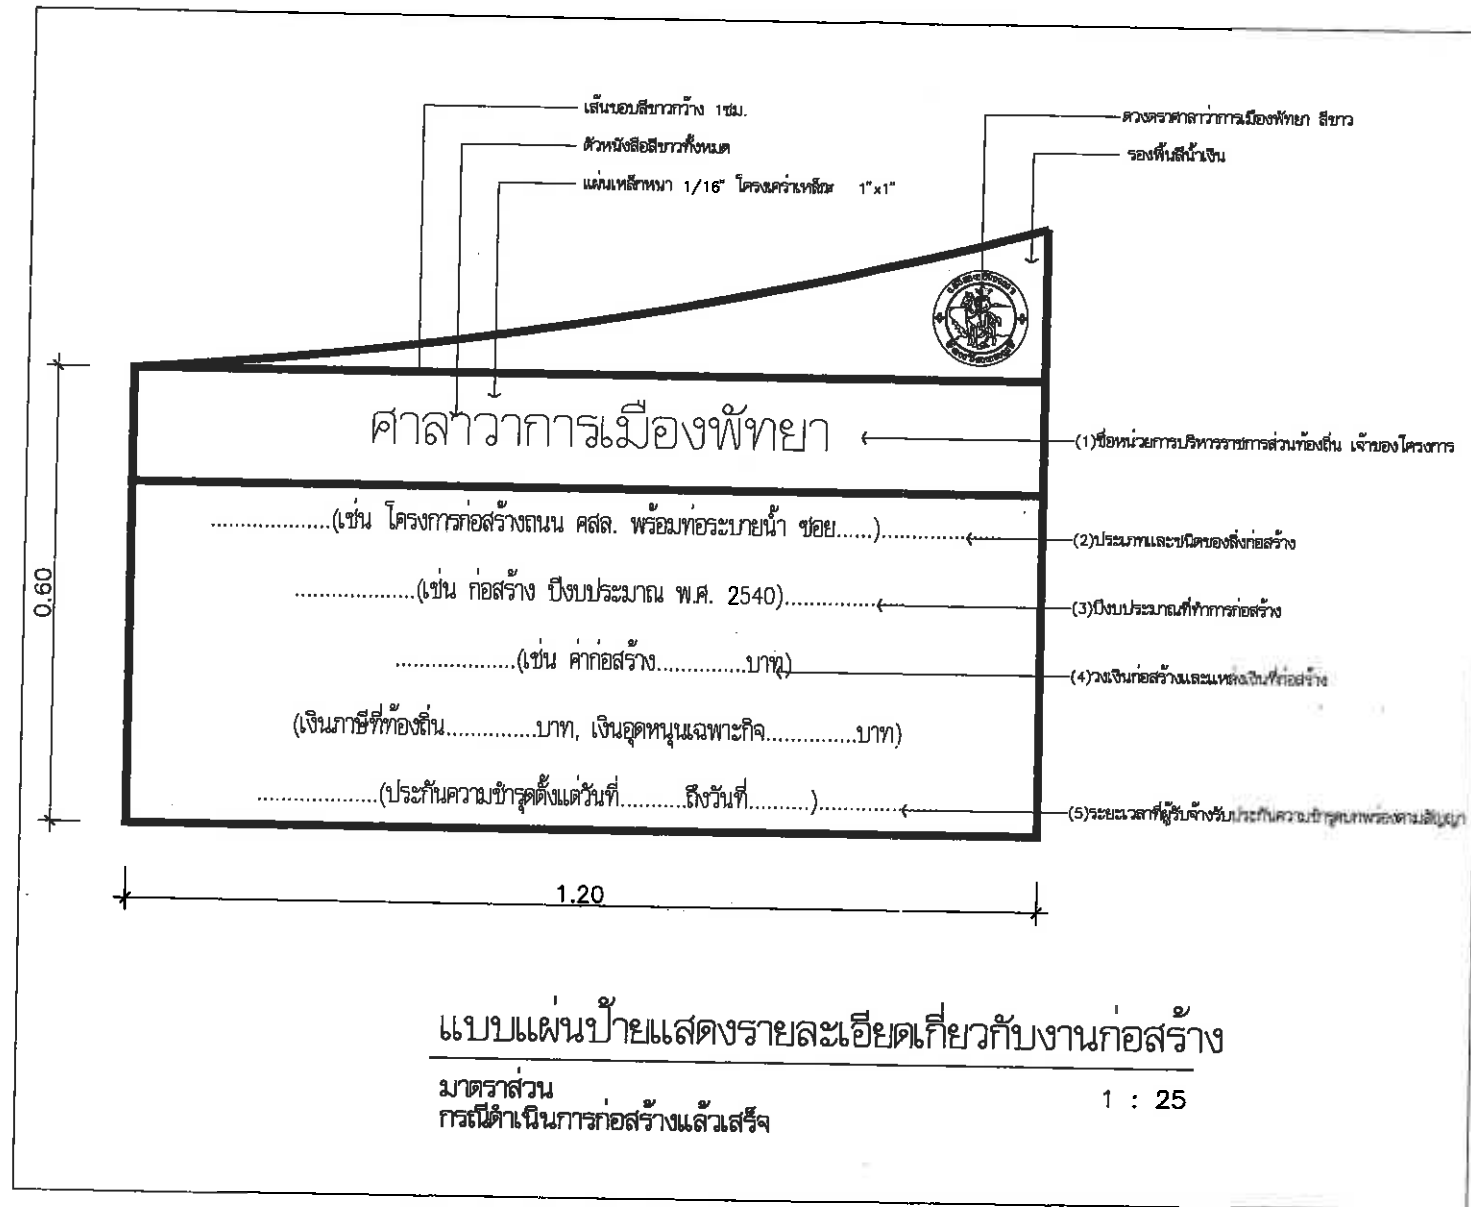 เส้นขอบสีขาวกว้าง 1ซม.
ตัวหนังสือสีขาวทั้งหมด
แผ่นเหล็กหนา 1/16" โครงเคร่าเหล็ก 1"x1"
ดวงตราศาลาว่าการเมืองพัทยา สีขาว
รองพื้นสีน้ำเงิน
ศาลาว่าการเมืองพัทยา
(1)ชื่อหน่วยการบริหารราชการส่วนท้องถิ่น เจ้าของโครงการ
..................(เช่น โครงการก่อสร้างถนน คสล. พร้อมท่อระบายน้ำ ซอย......)..................
(2)ประเภทและชนิดของสิ่งก่อสร้าง
..................(เช่น ก่อสร้าง ปีงบประมาณ พ.ศ. 2540)..................
(3)ปีงบประมาณที่ทำการก่อสร้าง
..................(เช่น ค่าก่อสร้าง..............บาท)
(4)วงเงินก่อสร้างและแหล่งเงินที่ก่อสร้าง
(เงินภาษีที่ท้องถิ่น..............บาท, เงินอุดหนุนเฉพาะกิจ..............บาท)
..................(ประกันความชำรุดตั้งแต่วันที่..........ถึงวันที่.........)..................
(5)ระยะเวลาที่ผู้รับจ้างรับประกันความชำรุดบกพร่องตามสัญญา
0.60
1.20
แบบแผ่นป้ายแสดงรายละเอียดเกี่ยวกับงานก่อสร้าง
มาตราส่วน 1 : 25
กรณีดำเนินการก่อสร้างแล้วเสร็จ